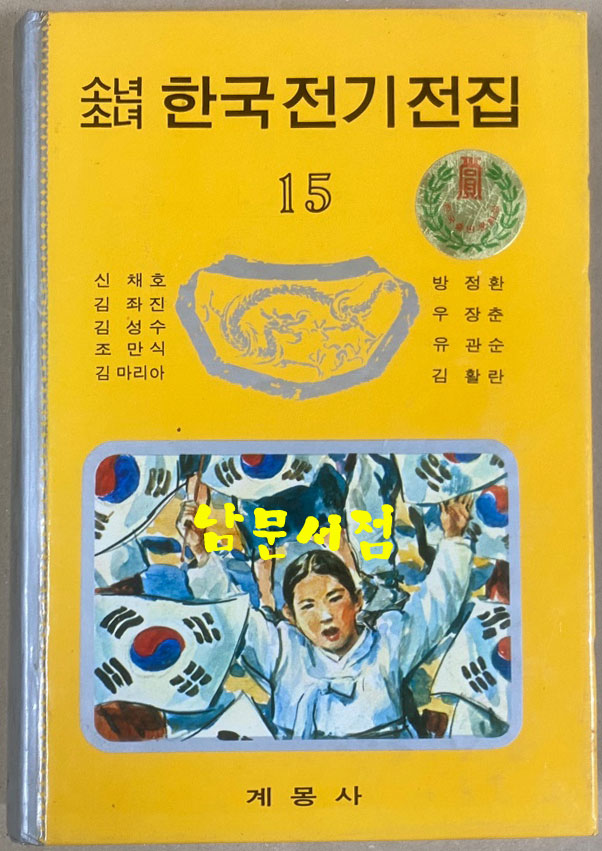 소년
소녀 한국전기전집
15
신 채 호
김 좌 진
김 성 수
조 만 식
김 마리아
방 정 환
우 장 춘
유 관 순
김 활 란
남문서점
계 몽 사